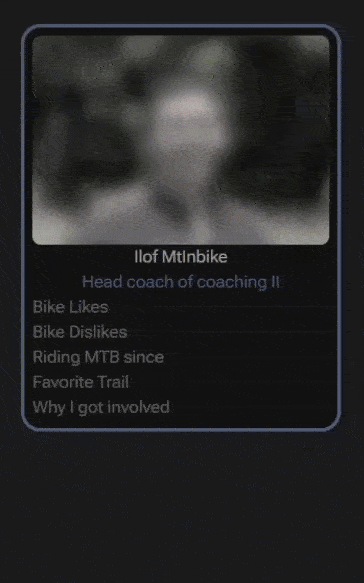 Ilof MtInbike
Head coach of coaching II
Bike Likes
Bike Dislikes
Riding MTB since
Favorite Trail
Why I got involved